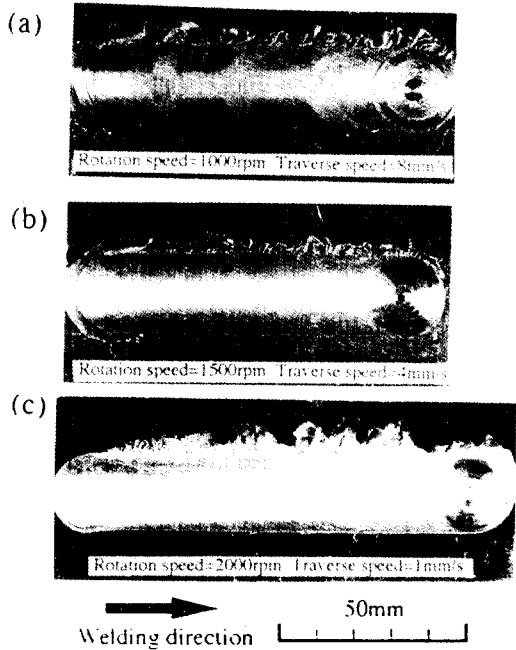 (a)
Rotation speed=1000rpm Traverse speed=8mm/s
(b)
Rotation speed=1500rpm Traverse speed=4mm/s
(c)
Rotation speed=2000rpm Traverse speed=1mm/s
50mm
Welding direction